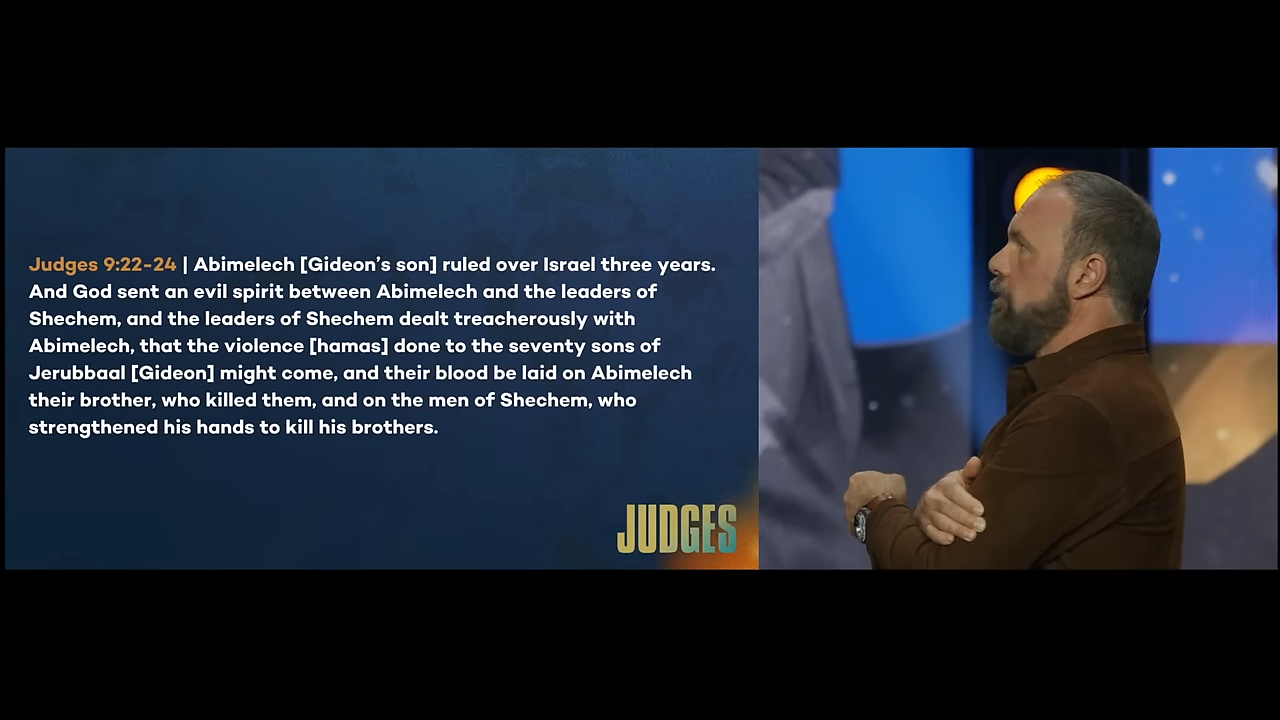 Judges 9:22-24 | Abimelech [Gideon’s son] ruled over Israel three years.
And God sent an evil spirit between Abimelech and the leaders of
Shechem, and the leaders of Shechem dealt treacherously with
Abimelech, that the violence [hamas] done to the seventy sons of
Jerubbaal [Gideon] might come, and their blood be laid on Abimelech
their brother, who killed them, and on the men of Shechem, who
strengthened his hands to kill his brothers.
JUDGES